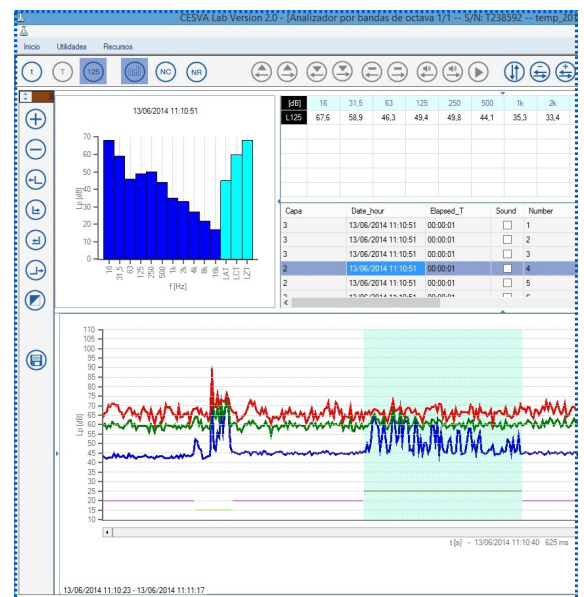 CESVA Lab Version 2.0 - [Analizador por bandas de octava 1/1 -- S/N: T238592 -- temp_201
Inicio Utilidades Recursos
t T 125 NC NR
13/06/2014 11:10:51
70
60
50
40
30
20
10
0
Lp [dB]
16 31,5 63 125 250 500 1k 2k 4k 8k 16k LAT LCT LZT
f [Hz]
[dB] 16 31,5 63 125 250 500 1k 2k
L125 67,6 58,9 46,3 49,4 49,8 44,1 35,3 33,4
Capa Date_hour Elapsed_T Sound Number
3 13/06/2014 11:10:51 00:00:01 1
3 13/06/2014 11:10:51 00:00:01 2
3 13/06/2014 11:10:51 00:00:01 3
2 13/06/2014 11:10:51 00:00:01 4
2 13/06/2014 11:10:51 00:00:01 5
110
105
100
95
90
85
80
75
70
65
60
55
50
45
40
35
30
25
20
15
10
Lp [dB]
t [s] - 13/06/2014 11:10:40 625 ms
13/06/2014 11:10:23 - 13/06/2014 11:11:17